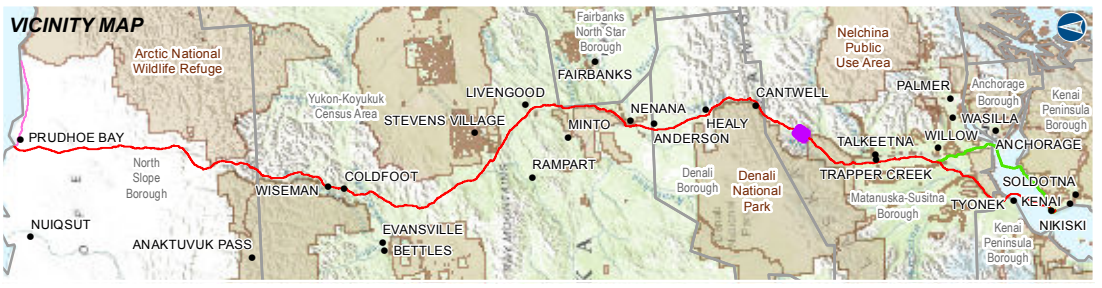 VICINITY MAP
Arctic National
Wildlife Refuge
Fairbanks
North Star
Borough
FAIRBANKS
Nelchina
Public
Use Area
PALMER
Anchorage
Borough
Kenai
Peninsula
Borough
LIVENGOOD
Yukon-Koyukuk
Census Area
STEVENS VILLAGE
MINTO
NENANA
ANDERSON
HEALY
CANTWELL
WASILLA
WILLOW
ANCHORAGE
TALKEETNA
TRAPPER CREEK
PRUDHOE BAY
North
Slope
Borough
WISEMAN
COLDFOOT
RAMPART
Denali
Borough
Denali
National
Park
Matanuska-Susitna
Borough
SOLDOTNA
TYONEK
KENAI
NIKISKI
NUIQSUT
ANAKTUVUK PASS
EVANSVILLE
BETTLES
Kenai
Peninsula
Borough